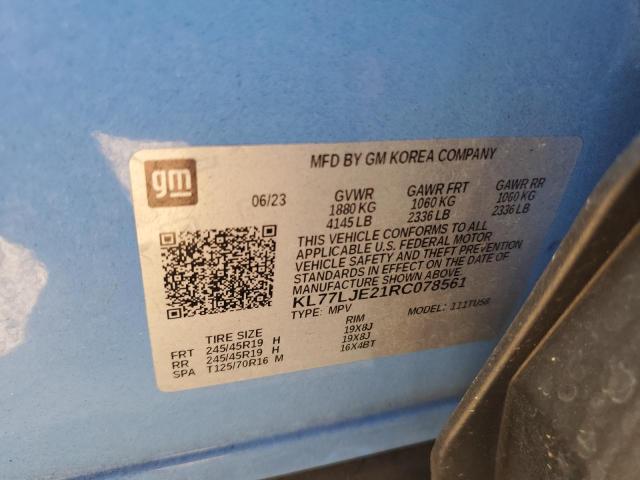 gm
MFD BY GM KOREA COMPANY
06/23 GVWR GAWR FRT GAWR RR
1880 KG 1060 KG 1060 KG
4145 LB 2336 LB 2336 LB
THIS VEHICLE CONFORMS TO ALL
APPLICABLE U.S. FEDERAL MOTOR
VEHICLE SAFETY AND THEFT PREVENTION
STANDARDS IN EFFECT ON THE DATE OF
MANUFACTURE SHOWN ABOVE.
KL77LJE21RC078561
TYPE: MPV MODEL: 111TU56
TIRE SIZE RIM
FRT 245/45R19 H 19X8J
RR 245/45R19 H 19X8J
SPA T125/70R16 M 16X4BT